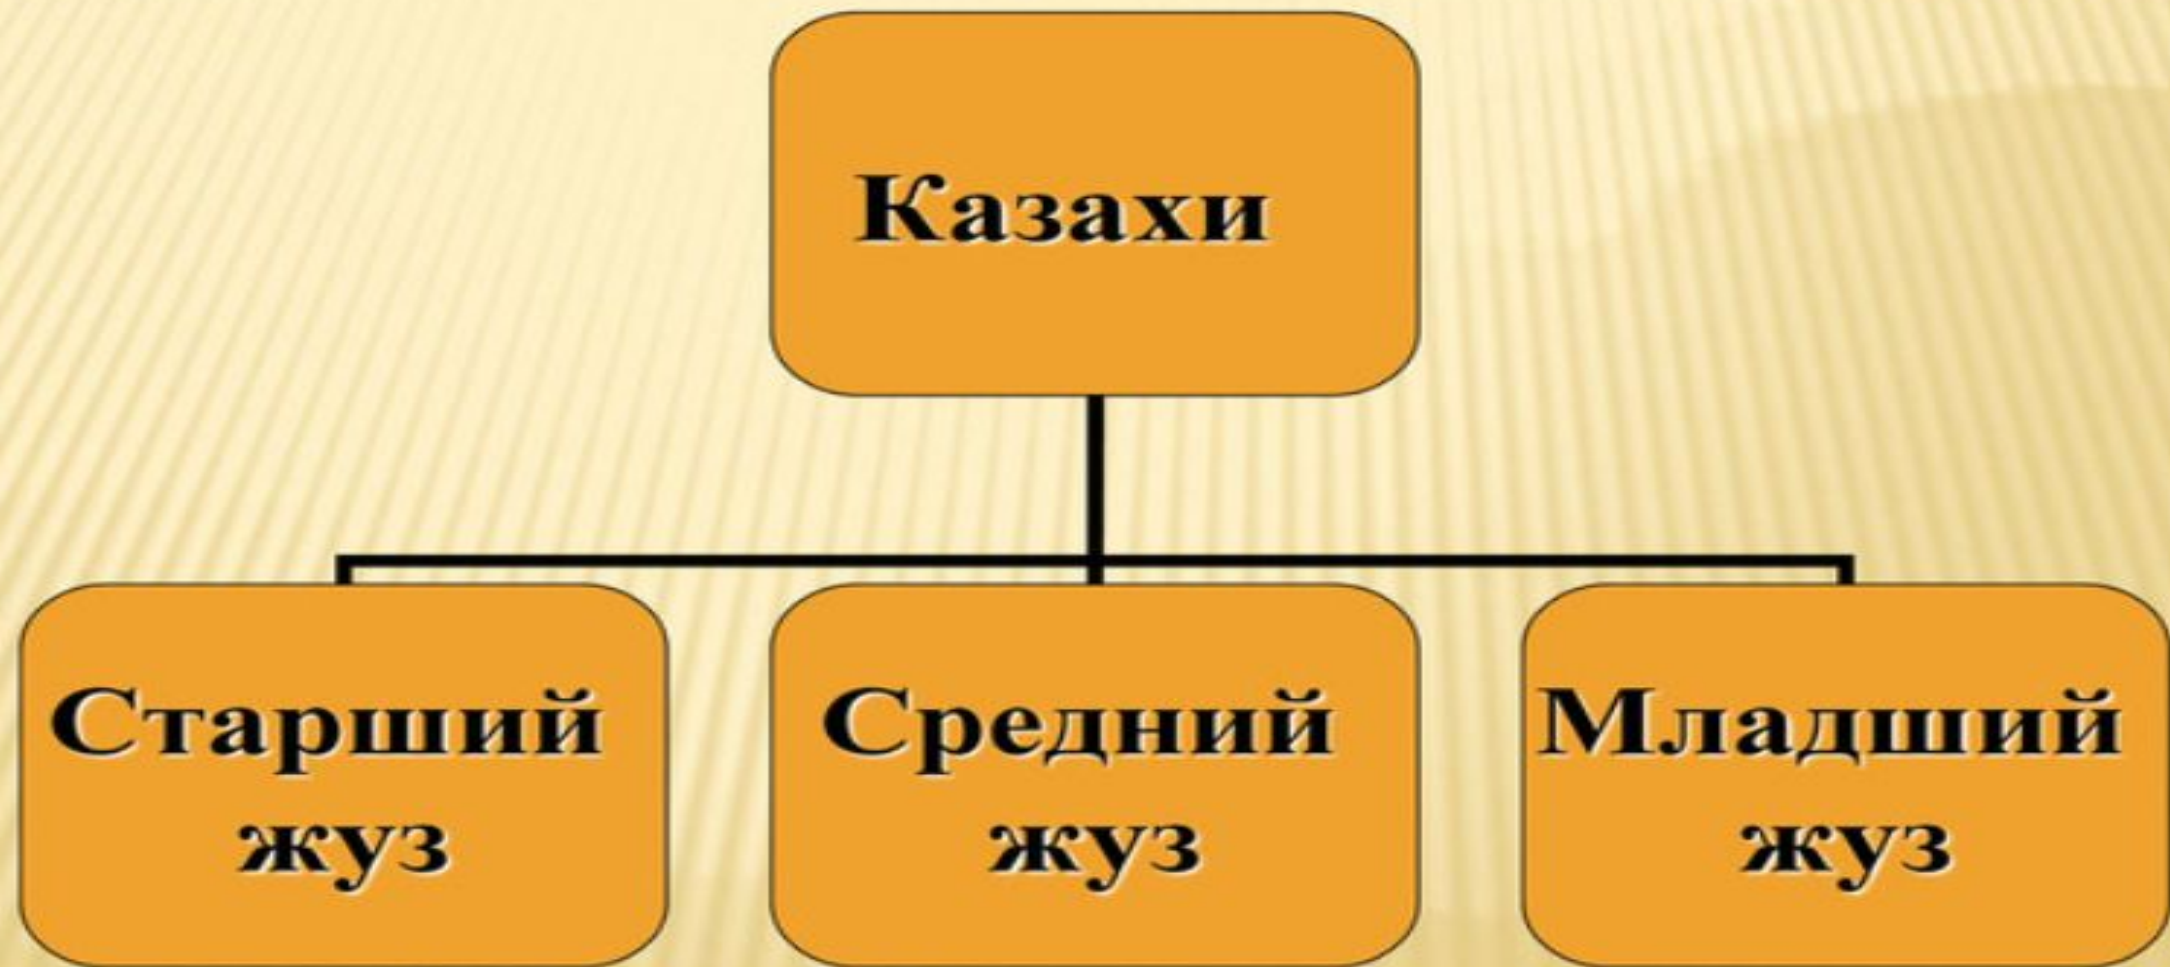 Казахи
Старший
жуз
Средний
жуз
Младший
жуз